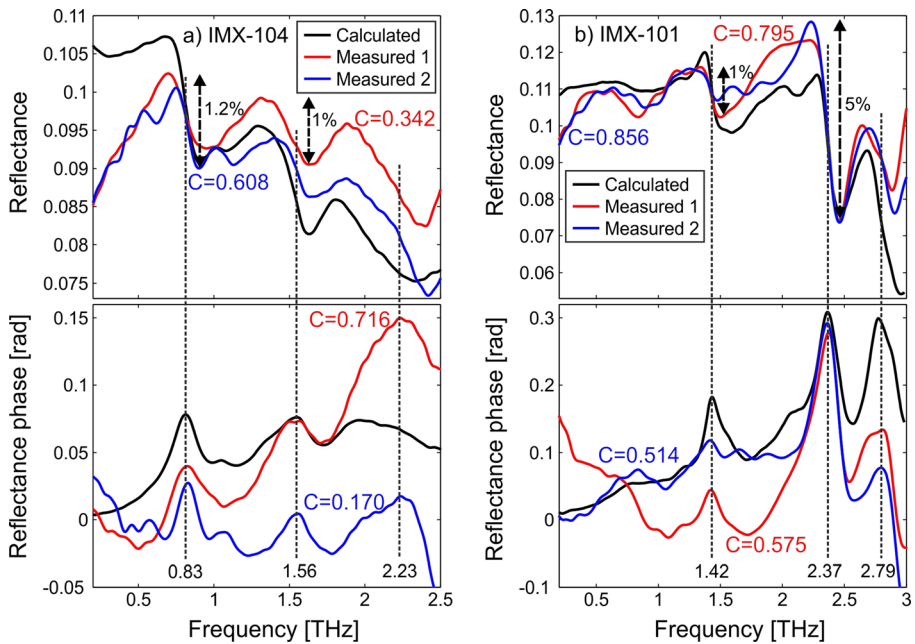 a) IMX-104
Calculated
Measured 1
Measured 2
1.2%
1%
C=0.342
C=0.608
Reflectance
0.105
0.1
0.095
0.09
0.085
0.08
0.075
b) IMX-101
C=0.795
1%
5%
C=0.856
Calculated
Measured 1
Measured 2
Reflectance
0.13
0.12
0.11
0.1
0.09
0.08
0.07
0.06
C=0.716
C=0.170
Reflectance phase [rad]
0.15
0.1
0.05
0
-0.05
0.83
1.56
2.23
0.5
1
1.5
2
2.5
Frequency [THz]
C=0.514
C=0.575
Reflectance phase [rad]
0.3
0.2
0.1
0
-0.1
1.42
2.37
2.79
0.5
1
1.5
2
2.5
3
Frequency [THz]